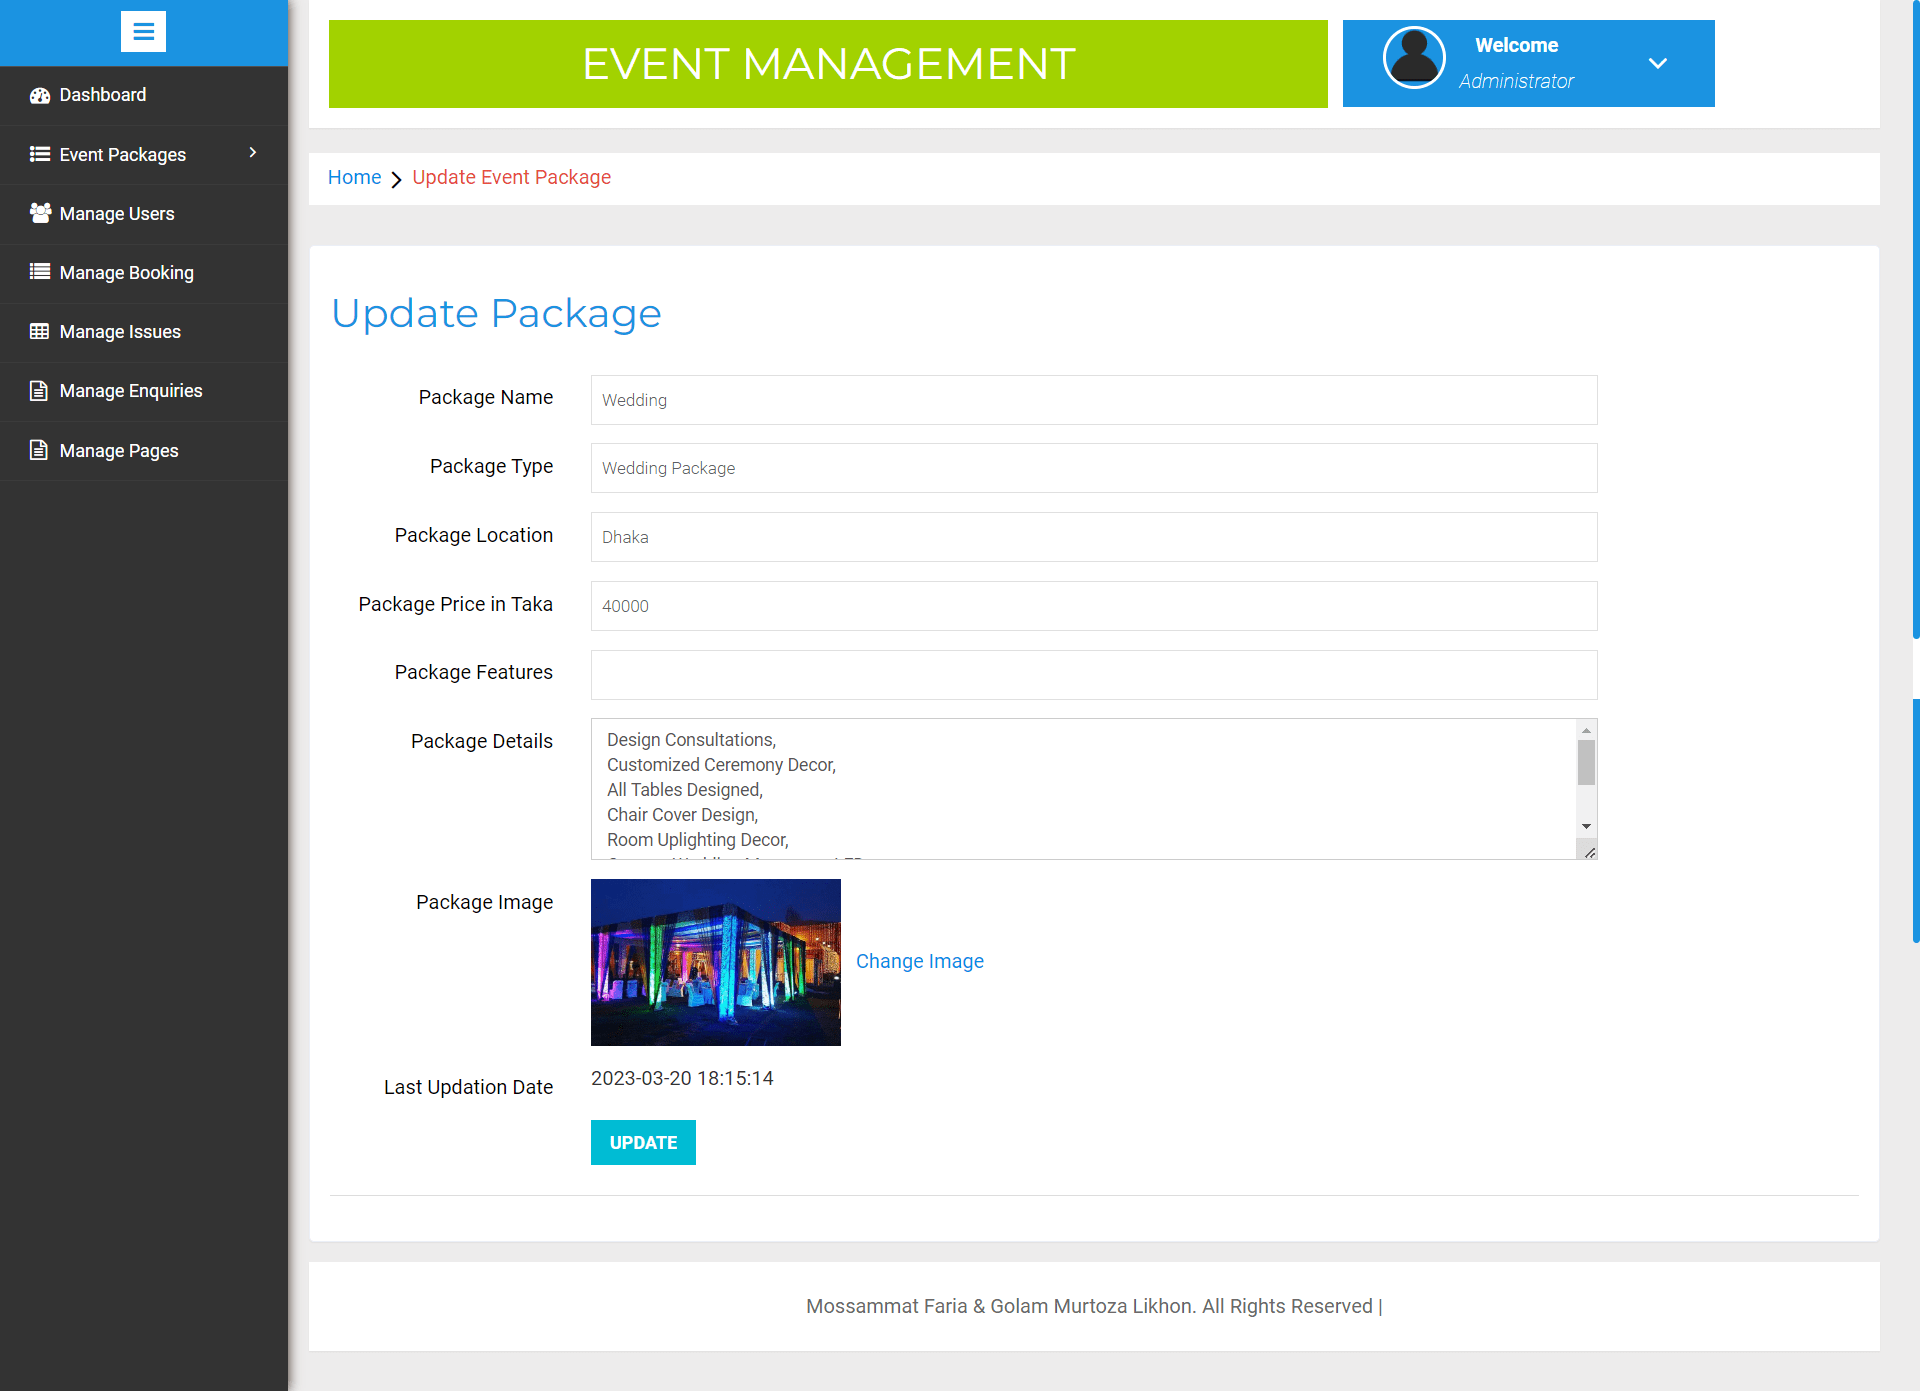 EVENT MANAGEMENT
Welcome
Administrator
Dashboard
Event Packages
Manage Users
Manage Booking
Manage Issues
Manage Enquiries
Manage Pages
Home
Update Event Package
Update Package
Package Name
Wedding
Package Type
Wedding Package
Package Location
Dhaka
Package Price in Taka
40000
Package Features
Package Details
Design Consultations,
Customized Ceremony Decor,
All Tables Designed,
Chair Cover Design,
Room Uplighting Decor,
Package Image
Change Image
Last Updation Date
2023-03-20 18:15:14
UPDATE
Mossammat Faria & Golam Murtoza Likhon. All Rights Reserved |